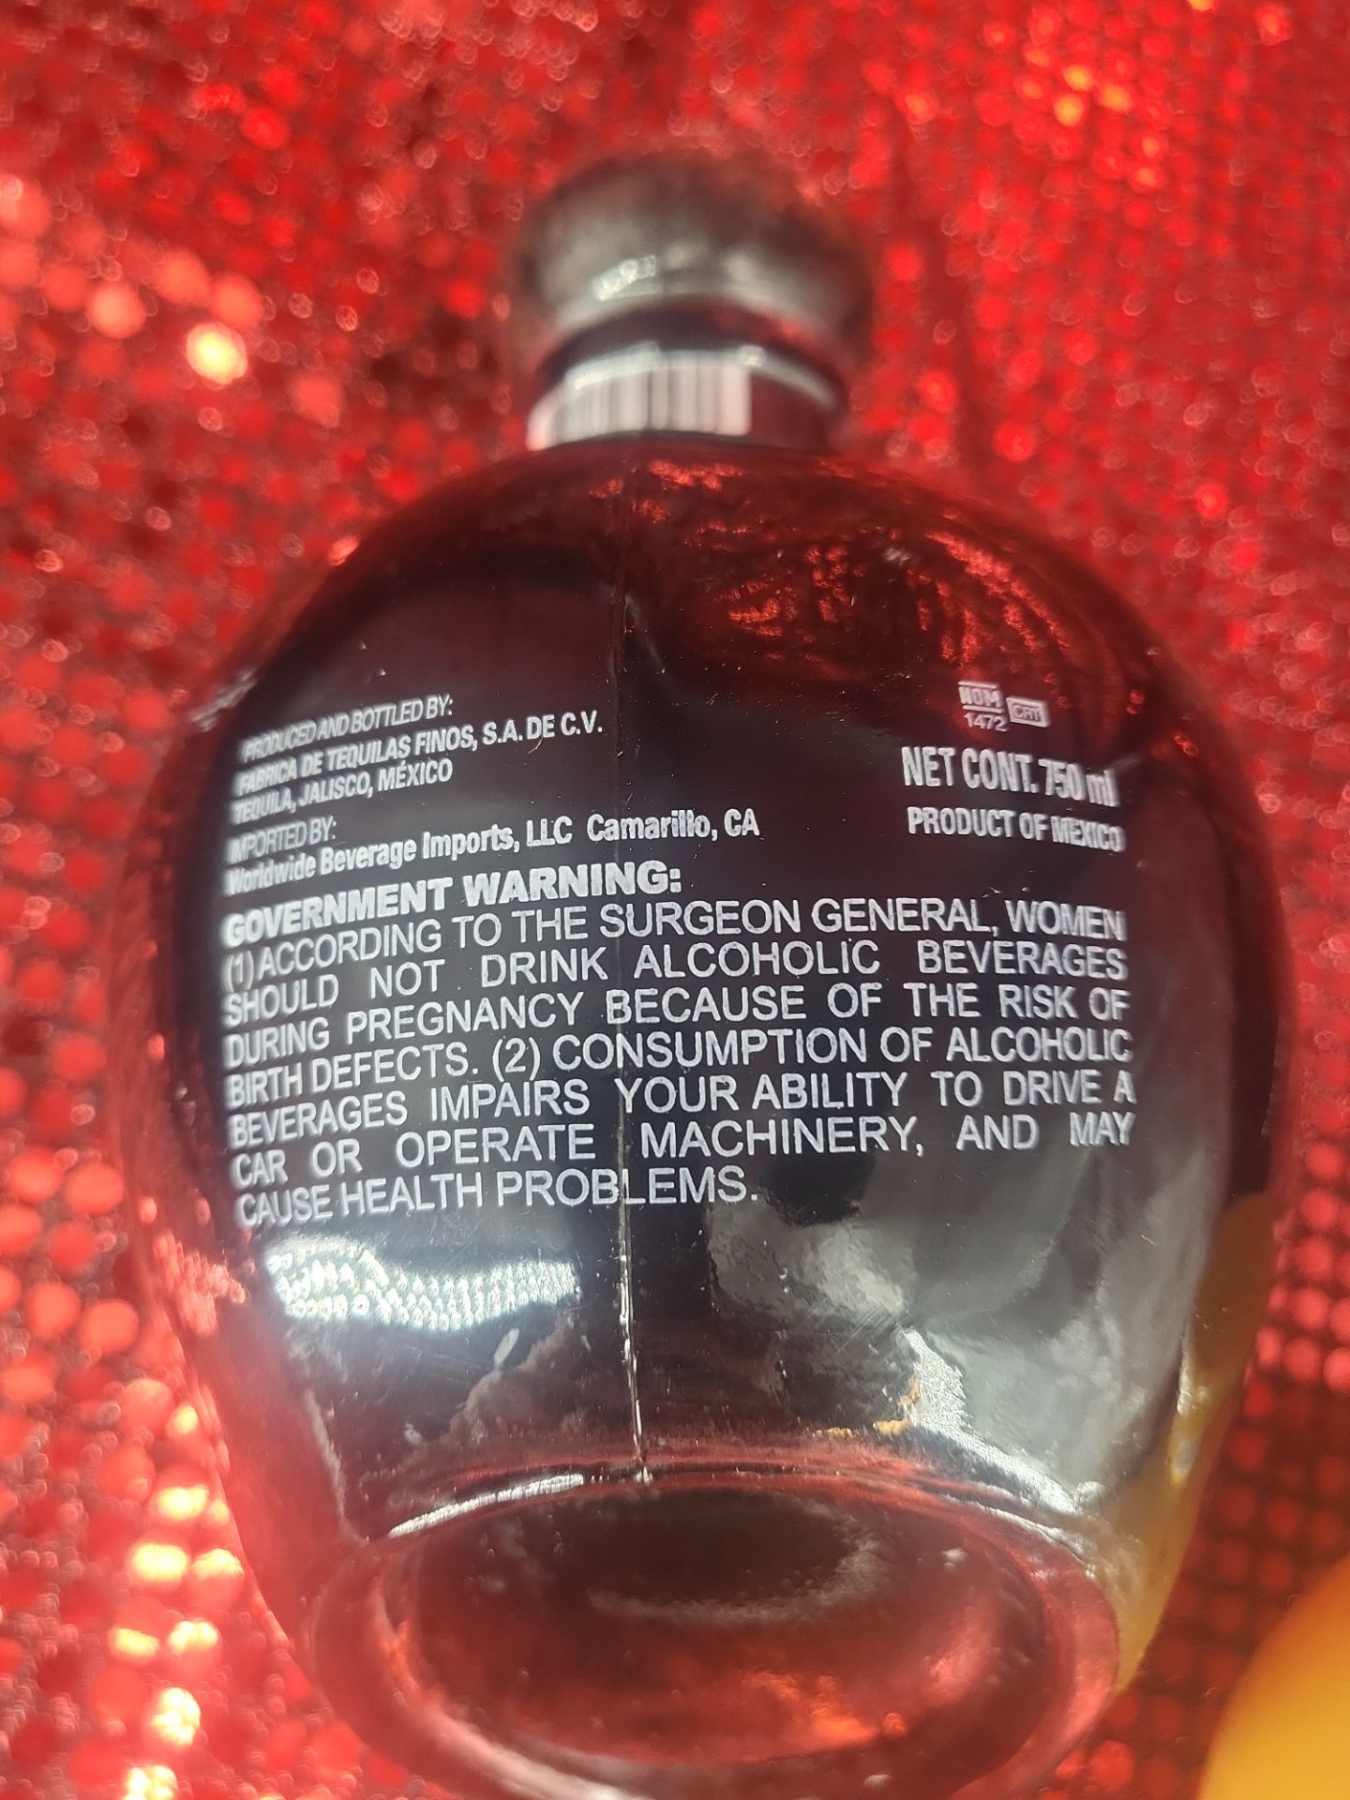 PRODUCED AND BOTTLED BY:
FABRICA DE TEQUILAS FINOS, S.A. DE C.V.
TEQUILA, JALISCO, MÉXICO
IMPORTED BY:
Worldwide Beverage Imports, LLC Camarillo, CA
NOM
1472
CRT
NET CONT. 750 ml
PRODUCT OF MEXICO
GOVERNMENT WARNING:
(1) ACCORDING TO THE SURGEON GENERAL, WOMEN
SHOULD NOT DRINK ALCOHOLIC BEVERAGES
DURING PREGNANCY BECAUSE OF THE RISK OF
BIRTH DEFECTS. (2) CONSUMPTION OF ALCOHOLIC
BEVERAGES IMPAIRS YOUR ABILITY TO DRIVE A
CAR OR OPERATE MACHINERY, AND MAY
CAUSE HEALTH PROBLEMS.